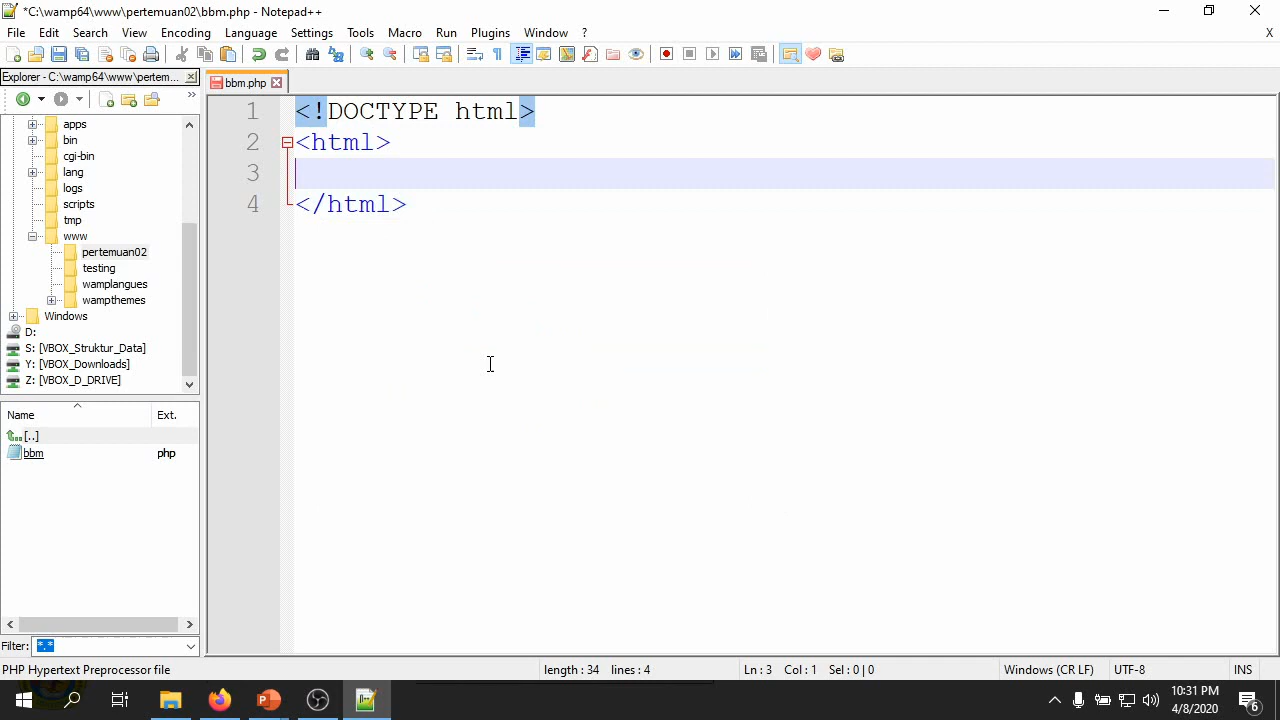 *C:\wamp64\www\pertemuan02\bbm.php - Notepad++
File Edit Search View Encoding Language Settings Tools Macro Run Plugins Window ? X
Explorer - C:\wamp64\www\pertem...
bbm.php
apps
bin
cgi-bin
lang
logs
scripts
tmp
www
pertemuan02
testing
wamplangues
wampthemes
Windows
D:
S: [VBOX_Struktur_Data]
Y: [VBOX_Downloads]
Z: [VBOX_D_DRIVE]
Name Ext.
[..]
bbm php
Filter: *.*
1 <!DOCTYPE html>
2 <html>
3
4 </html>
PHP Hypertext Preprocessor file length : 34 lines : 4 Ln : 3 Col : 1 Sel : 0 | 0 Windows (CR LF) UTF-8 INS
10:31 PM
4/8/2020
6